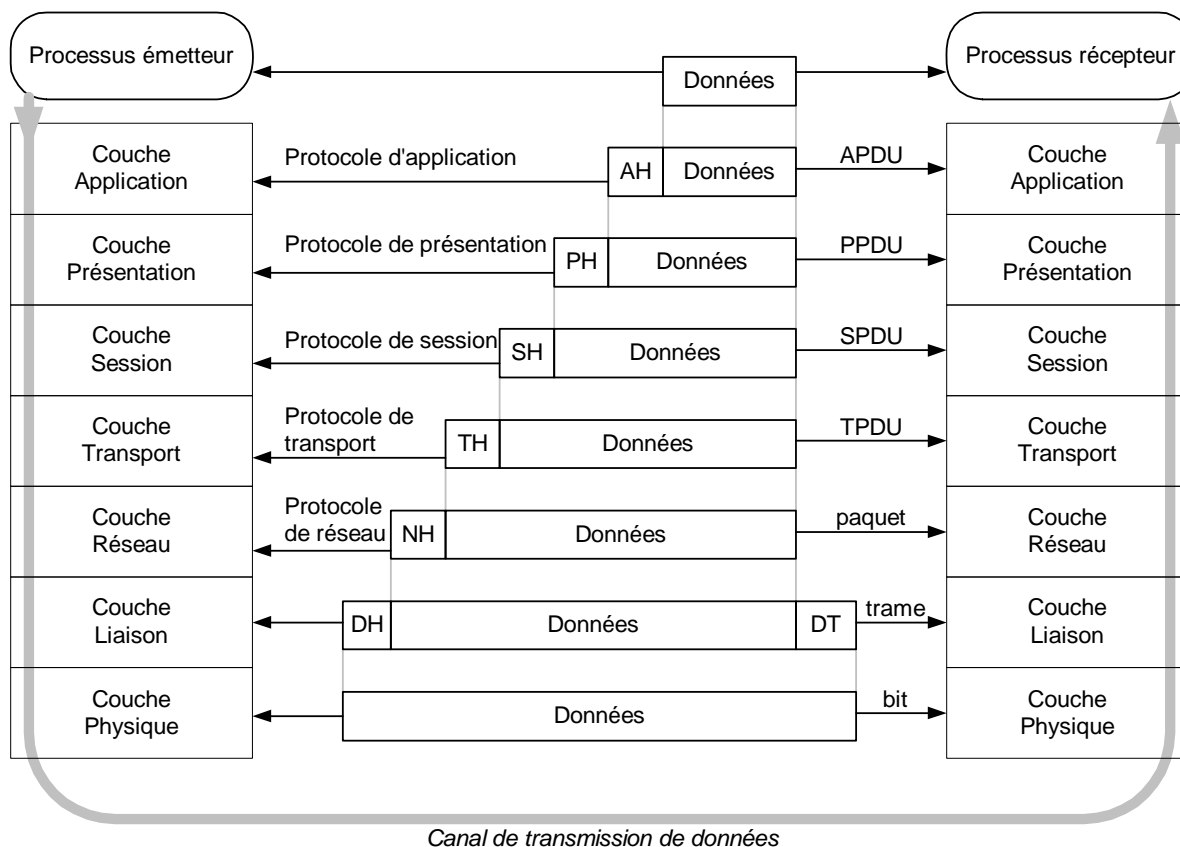 Processus émetteur
Données
Processus récepteur
Couche
Application
Protocole d'application
AH
Données
APDU
Couche
Application
Couche
Présentation
Protocole de présentation
PH
Données
PPDU
Couche
Présentation
Couche
Session
Protocole de session
SH
Données
SPDU
Couche
Session
Couche
Transport
Protocole de
transport
TH
Données
TPDU
Couche
Transport
Couche
Réseau
Protocole
de réseau
NH
Données
paquet
Couche
Réseau
Couche
Liaison
DH
Données
DT
trame
Couche
Liaison
Couche
Physique
Données
bit
Couche
Physique
Canal de transmission de données